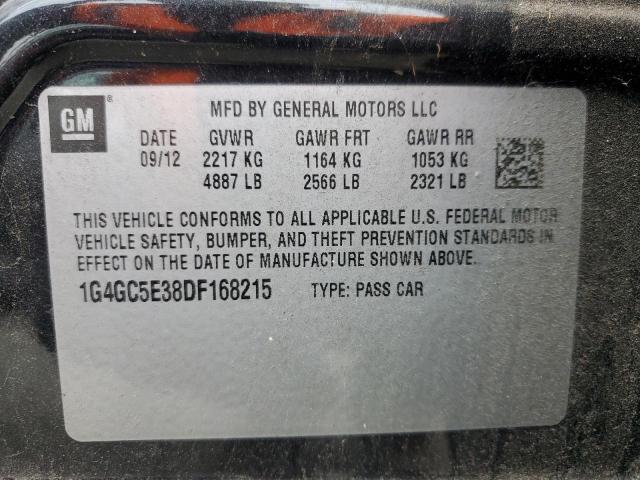 GM
MFD BY GENERAL MOTORS LLC
DATE GVWR GAWR FRT GAWR RR
09/12 2217 KG 1164 KG 1053 KG
4887 LB 2566 LB 2321 LB
THIS VEHICLE CONFORMS TO ALL APPLICABLE U.S. FEDERAL MOTOR
VEHICLE SAFETY, BUMPER, AND THEFT PREVENTION STANDARDS IN
EFFECT ON THE DATE OF MANUFACTURE SHOWN ABOVE.
1G4GC5E38DF168215 TYPE: PASS CAR